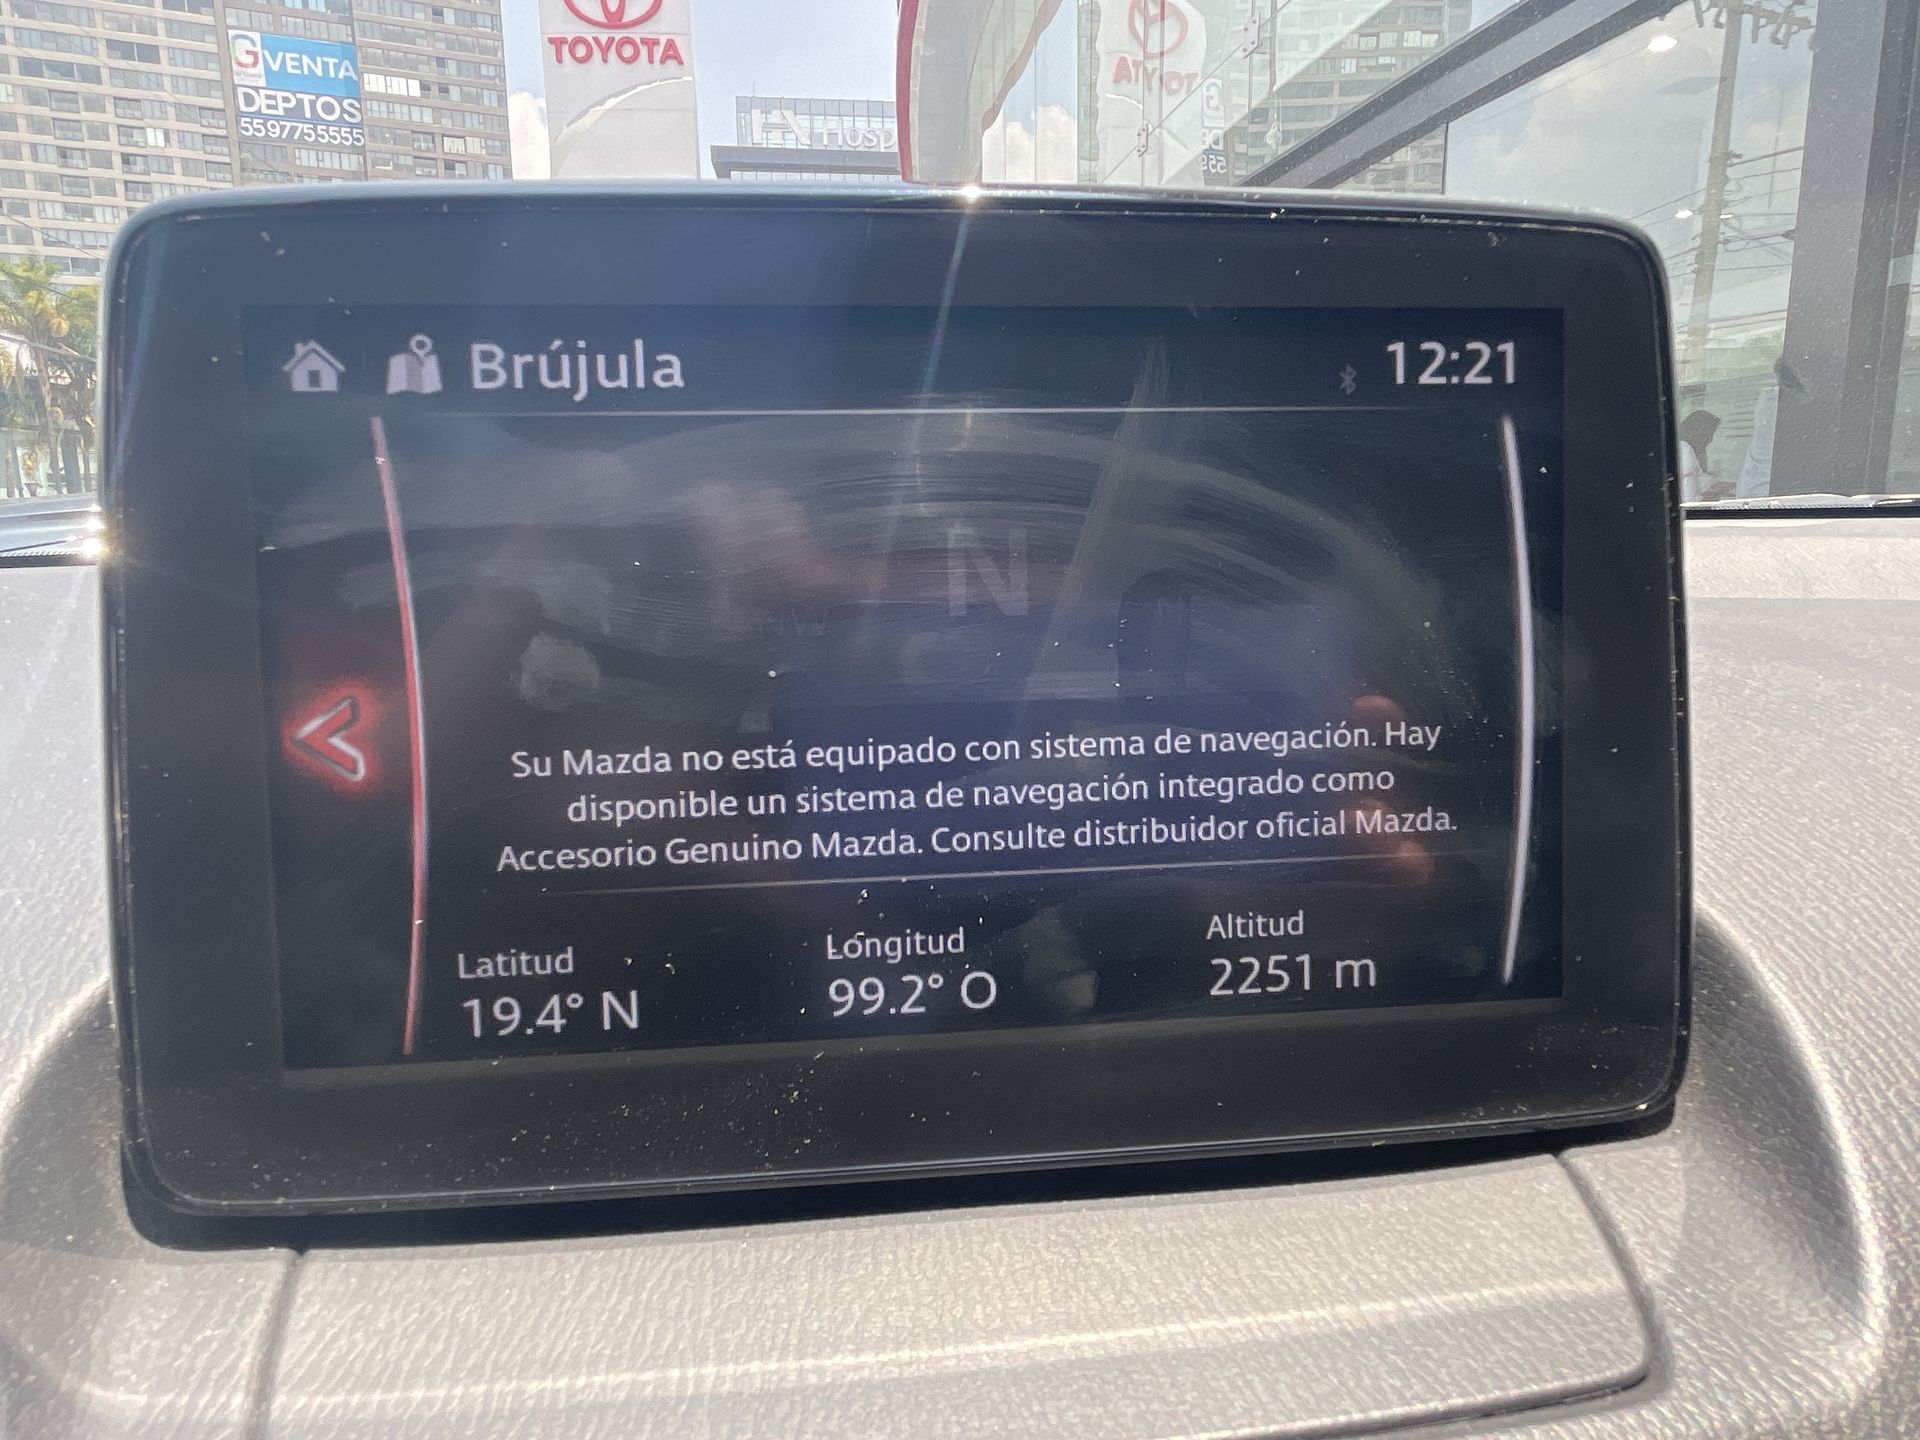 G VENTA
DEPTOS
5597755555
TOYOTA
Hosp
TOYOTA
Brújula
12:21
N
Su Mazda no está equipado con sistema de navegación. Hay
disponible un sistema de navegación integrado como
Accesorio Genuino Mazda. Consulte distribuidor oficial Mazda.
Latitud
19.4° N
Longitud
99.2° O
Altitud
2251 m